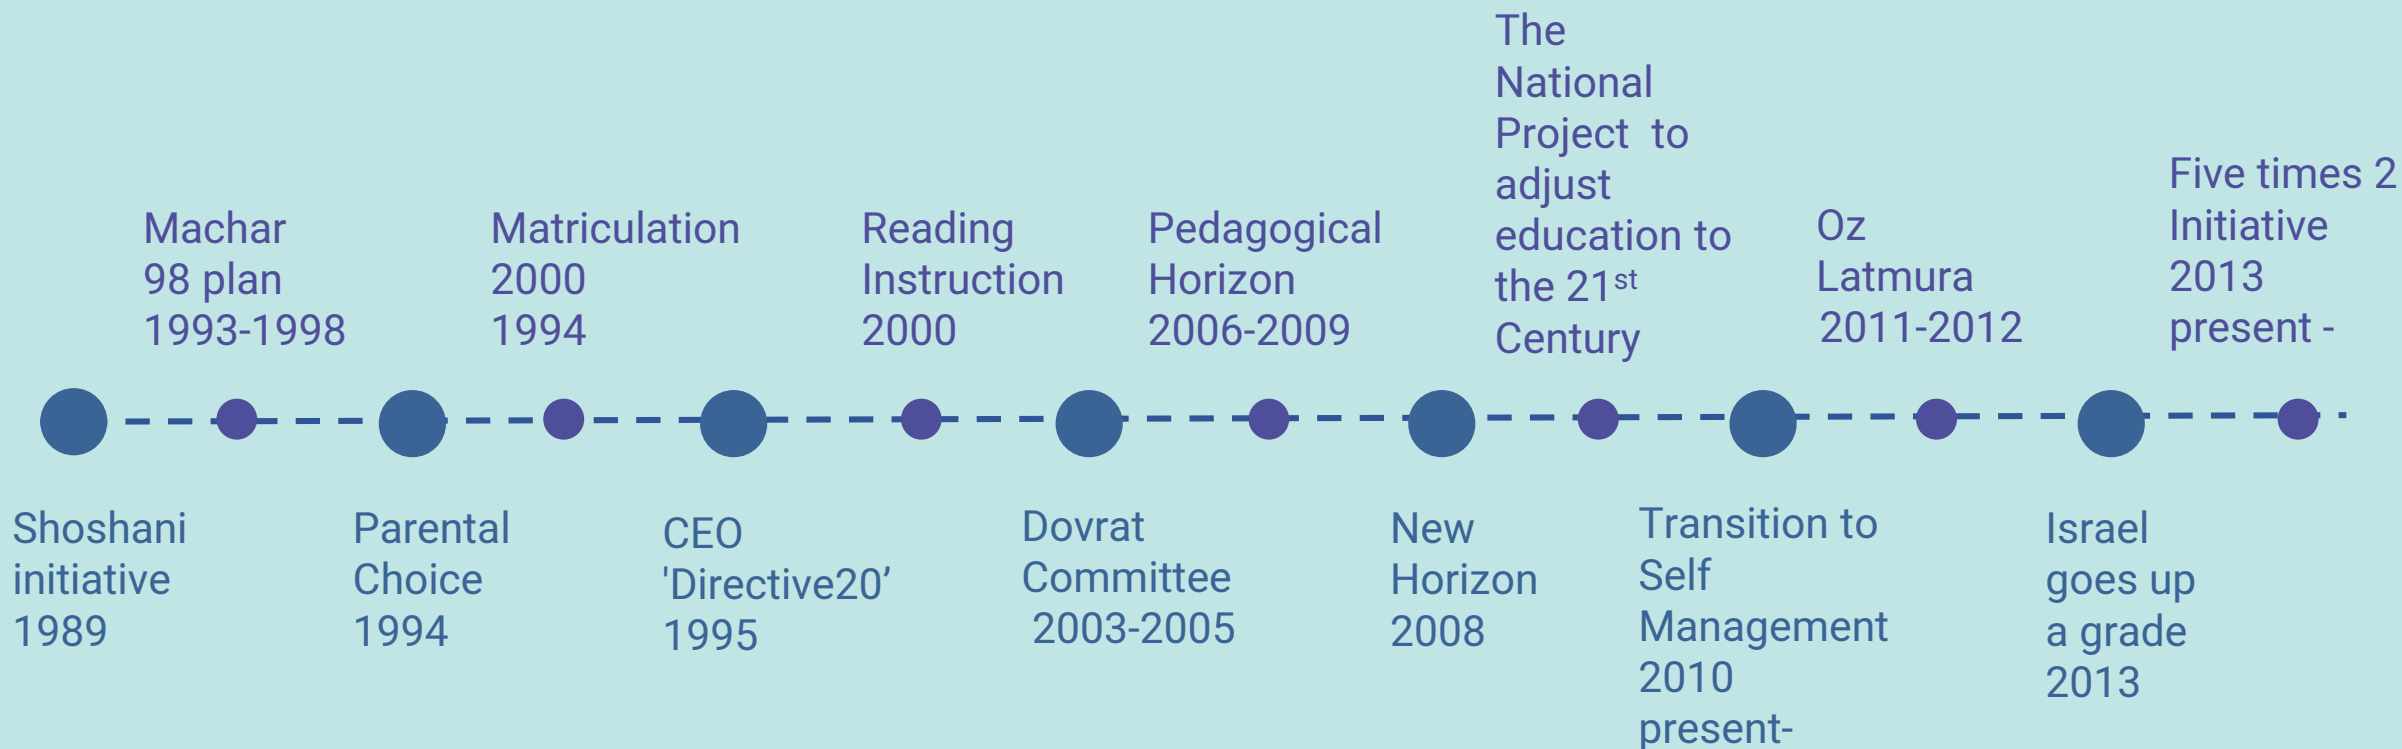 Shoshani
initiative
1989
Machar
98 plan
1993-1998
Parental
Choice
1994
Matriculation
2000
1994
CEO
'Directive20’
1995
Reading
Instruction
2000
Dovrat
Committee
2003-2005
Pedagogical
Horizon
2006-2009
New
Horizon
2008
The
National
Project to
adjust
education to
the 21st
Century
Transition to
Self
Management
2010
present-
Oz
Latmura
2011-2012
Israel
goes up
a grade
2013
Five times 2
Initiative
2013
present -